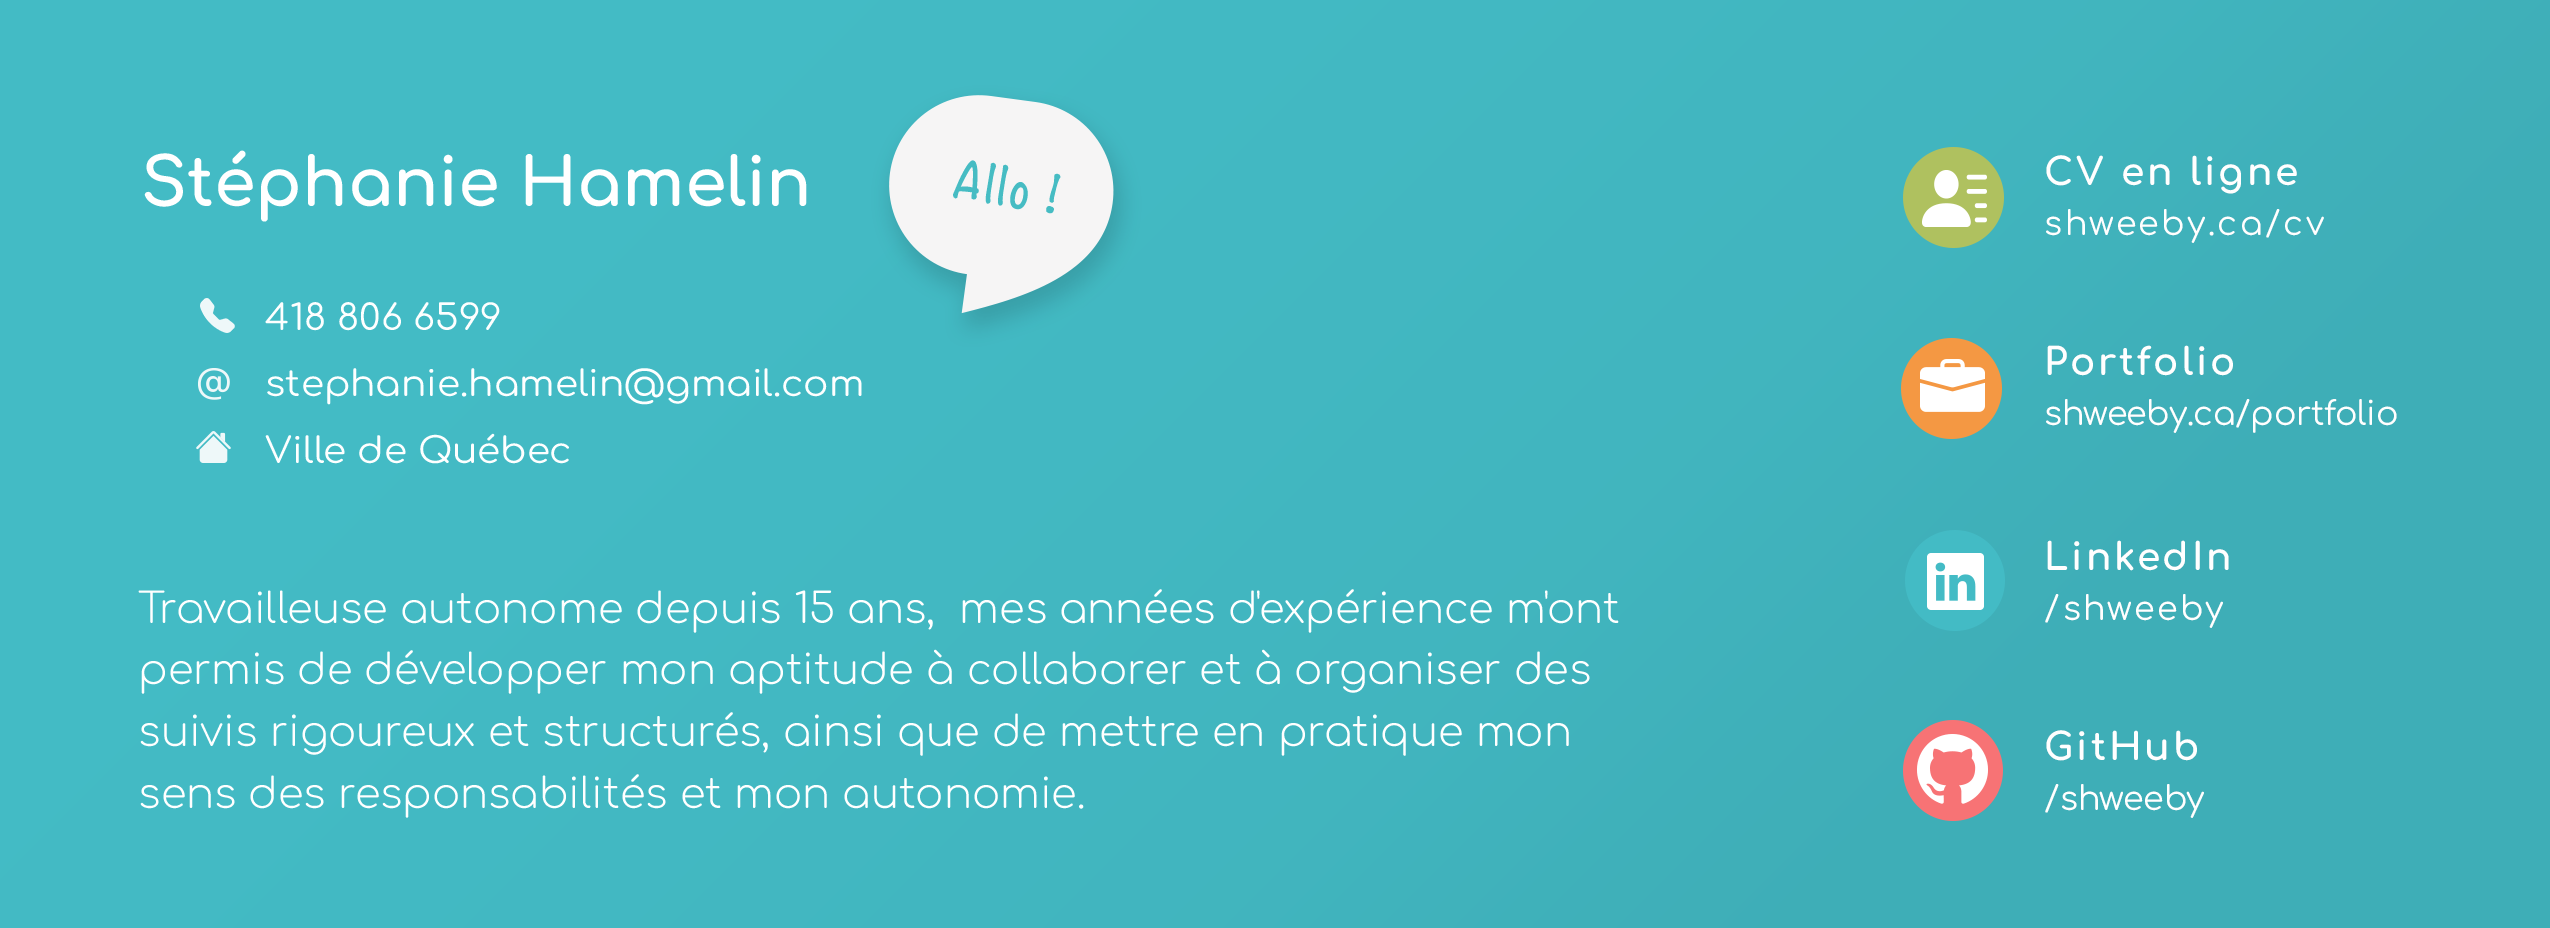 Stéphanie Hamelin
Allo !
418 806 6599
@ stephanie.hamelin@gmail.com
Ville de Québec
Travailleuse autonome depuis 15 ans,  mes années d'expérience m'ont
permis de développer mon aptitude à collaborer et à organiser des
suivis rigoureux et structurés, ainsi que de mettre en pratique mon
sens des responsabilités et mon autonomie.
CV en ligne
shweeby.ca/cv
Portfolio
shweeby.ca/portfolio
in
LinkedIn
/shweeby
GitHub
/shweeby